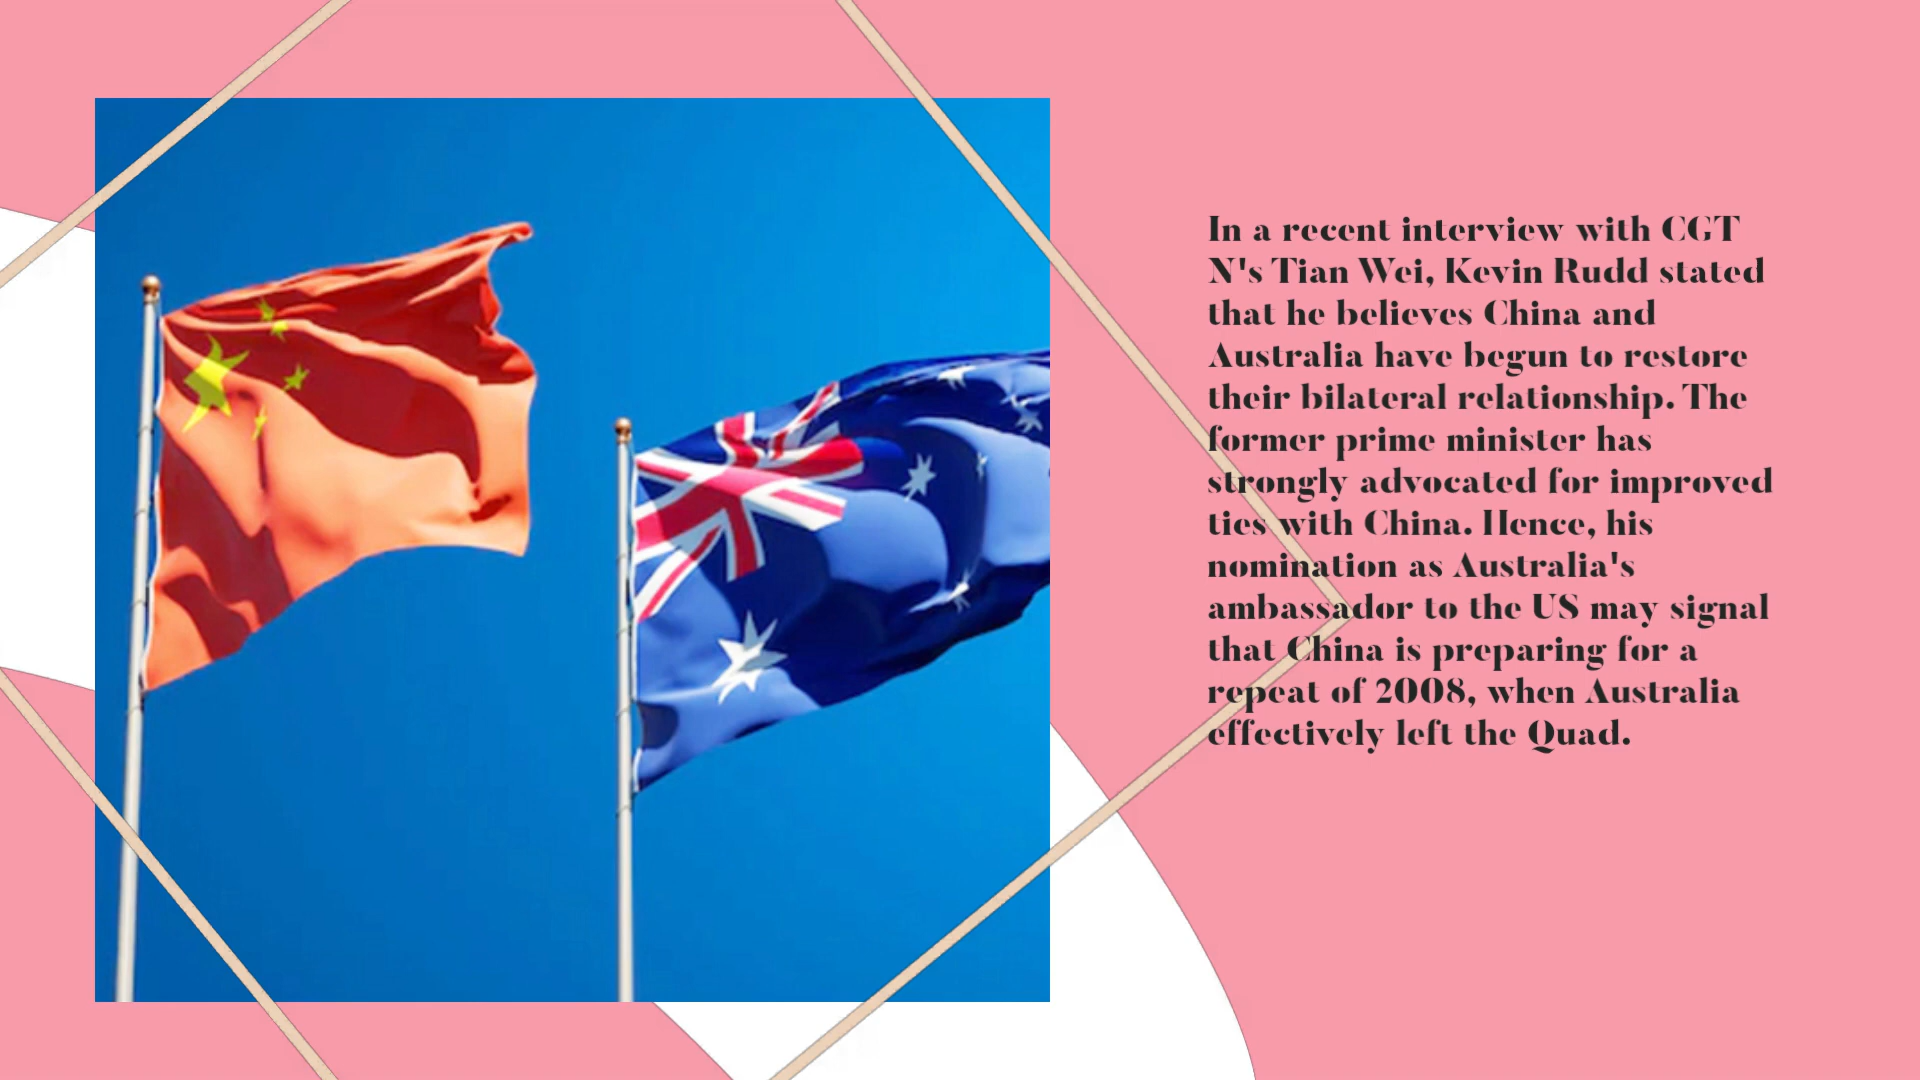 In a recent interview with CGT
N's Tian Wei, Kevin Rudd stated
that he believes China and
Australia have begun to restore
their bilateral relationship. The
former prime minister has
strongly advocated for improved
ties with China. Hence, his
nomination as Australia's
ambassador to the US may signal
that China is preparing for a
repeat of 2008, when Australia
effectively left the Quad.